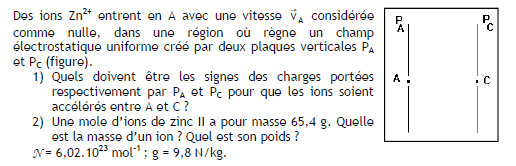 Des ions Zn²⁺ entrent en A avec une vitesse v⃗A considérée
comme nulle, dans une région où règne un champ
électrostatique uniforme créé par deux plaques verticales PA
et PC (figure).
1) Quels doivent être les signes des charges portées
respectivement par PA et PC pour que les ions soient
accélérés entre A et C ?
2) Une mole d'ions de zinc II a pour masse 65,4 g. Quelle
est la masse d'un ion ? Quel est son poids ?
𝒩= 6,02.10²³ mol⁻¹ ; g = 9,8 N/kg.
PA
PC
A
C